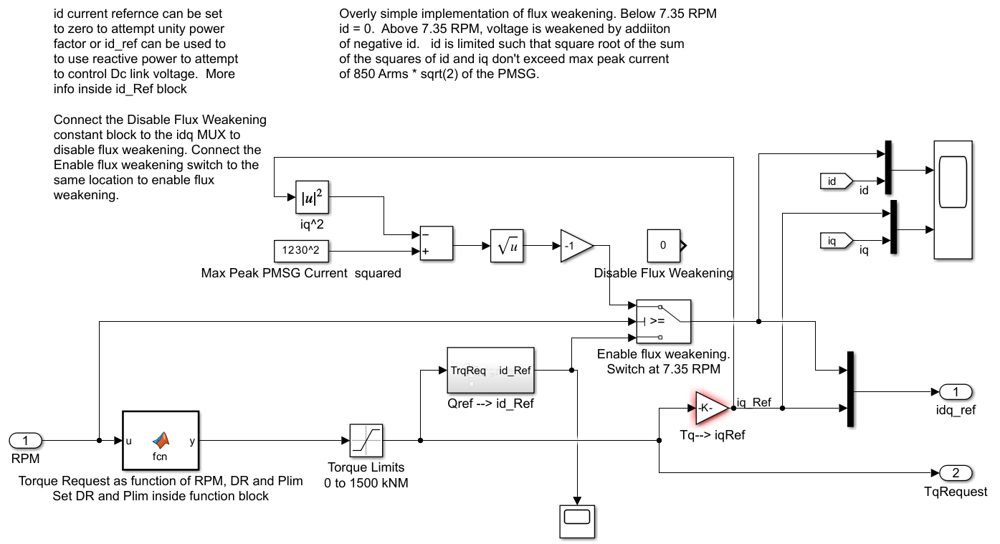 id current refernce can be set
to zero to attempt unity power
factor or id_ref can be used to
to use reactive power to attempt
to control Dc link voltage.  More
info inside id_Ref block
Overly simple implementation of flux weakening. Below 7.35 RPM
id = 0.  Above 7.35 RPM, voltage is weakened by addiiton
of negative id.   id is limited such that square root of the sum
of the squares of id and iq don't exceed max peak current
of 850 Arms * sqrt(2) of the PMSG.
Connect the Disable Flux Weakening
constant block to the idq MUX to
disable flux weakening. Connect the
Enable flux weakening switch to the
same location to enable flux
weakening.
|u|²
iq^2
1230^2
Max Peak PMSG Current  squared
−
+
√u
-1
0
Disable Flux Weakening
id
id
iq
iq
>=
Enable flux weakening.
Switch at 7.35 RPM
TrqReq
id_Ref
Qref --> id_Ref
-K-
iq_Ref
Tq--> iqRef
1
idq_ref
1
RPM
u
y
fcn
Torque Request as function of RPM, DR and Plim
Set DR and Plim inside function block
Torque Limits
0 to 1500 kNM
2
TqRequest